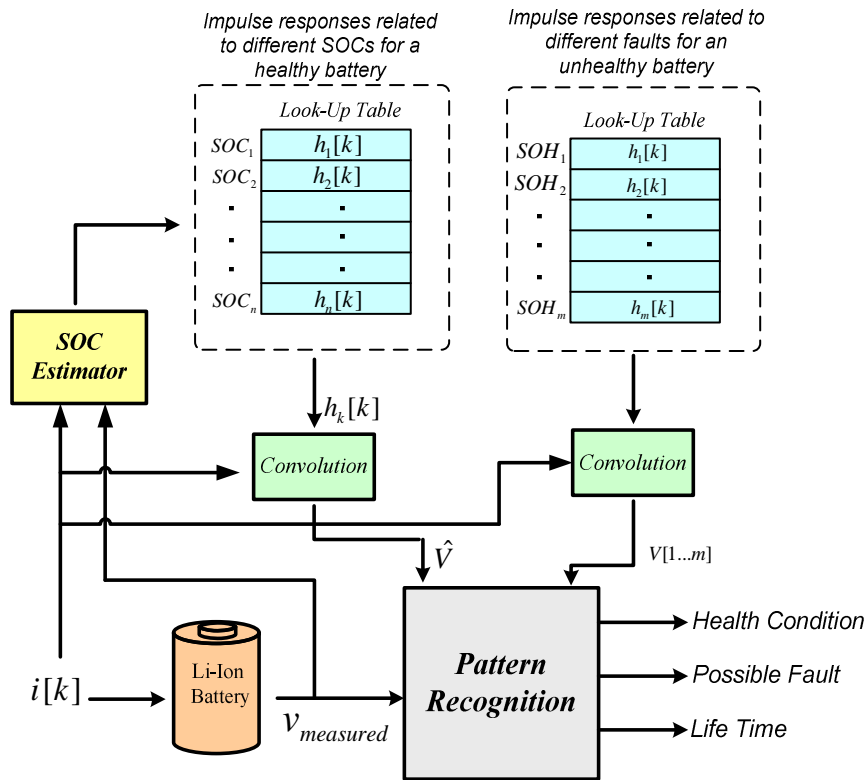 Impulse responses related
to different SOCs for a
healthy battery
Look-Up Table
SOC₁ h₁[k]
SOC₂ h₂[k]
. .
. .
. .
SOCₙ hₙ[k]
Impulse responses related to
different faults for an
unhealthy battery
Look-Up Table
SOH₁ h₁[k]
SOH₂ h₂[k]
. .
. .
. .
SOHₘ hₘ[k]
SOC
Estimator
hₖ[k]
Convolution
Convolution
V̂
V[1...m]
i[k]
Li-Ion
Battery
v_measured
Pattern
Recognition
Health Condition
Possible Fault
Life Time